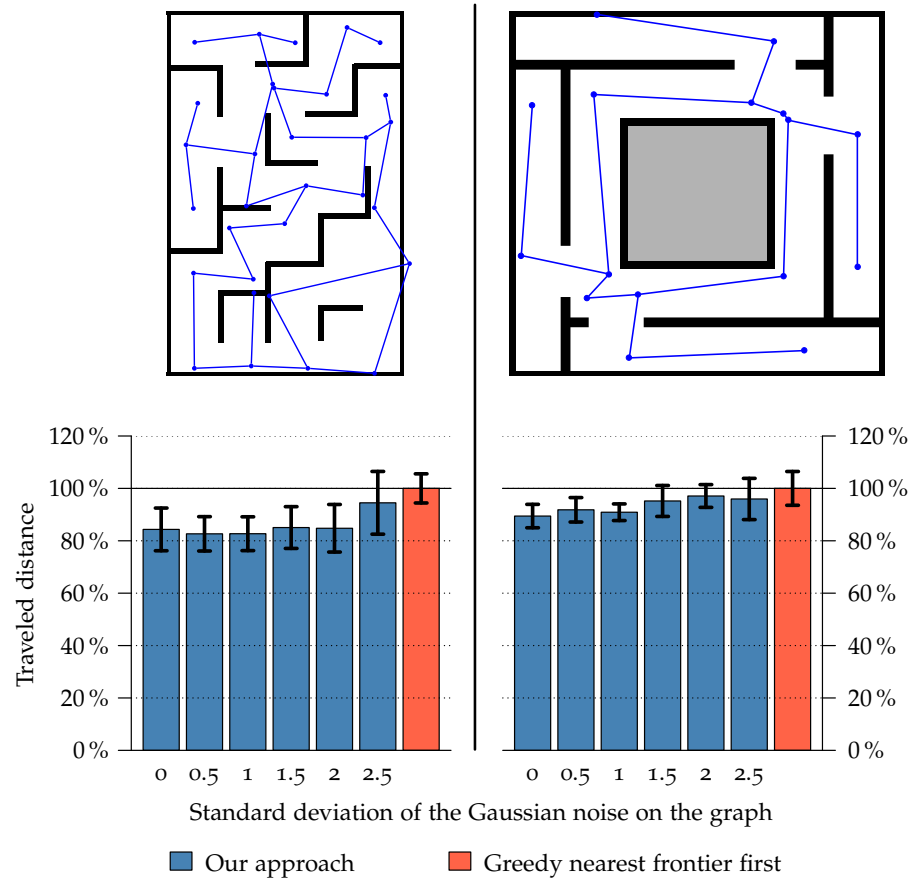 120 %
100 %
80 %
60 %
40 %
20 %
0 %
Traveled distance
0 0.5 1 1.5 2 2.5
120 %
100 %
80 %
60 %
40 %
20 %
0 %
0 0.5 1 1.5 2 2.5
Standard deviation of the Gaussian noise on the graph
Our approach
Greedy nearest frontier first